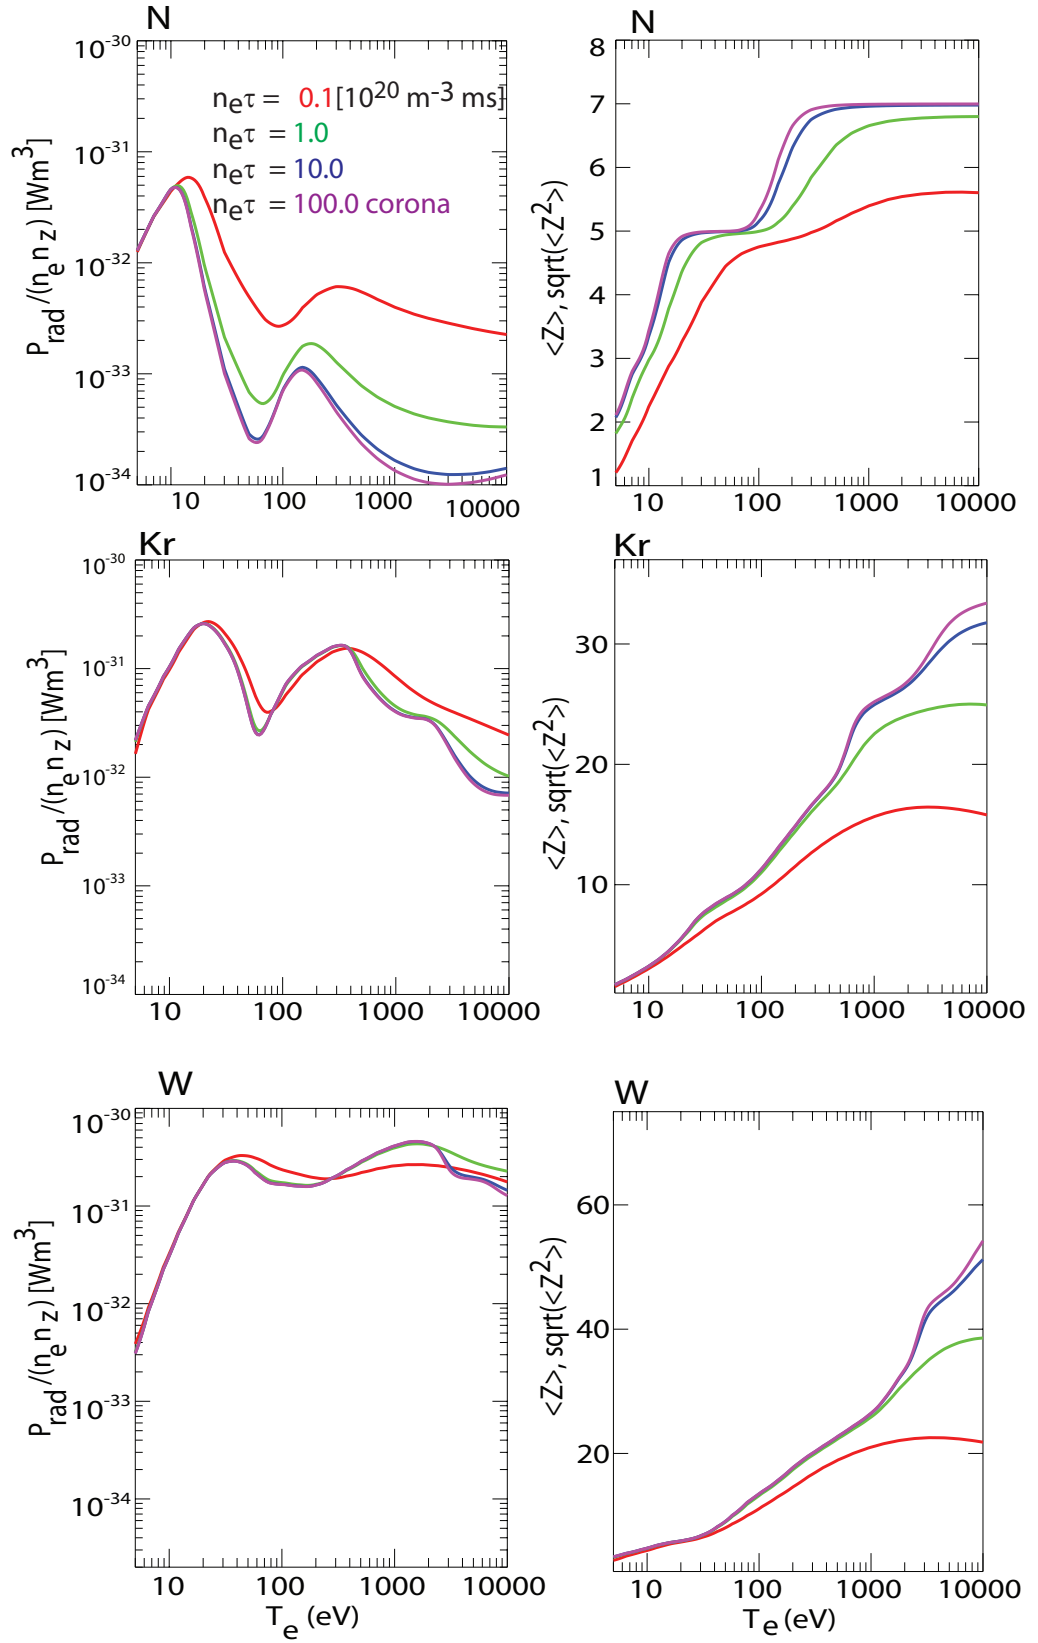 N
P_rad/(n_e n_z) [Wm^3]
10^-30
10^-31
10^-32
10^-33
10^-34
n_eτ = 0.1[10^20 m^-3 ms]
n_eτ = 1.0
n_eτ = 10.0
n_eτ = 100.0 corona
10 100 1000 10000
N
<Z>, sqrt(<Z^2>)
8
7
6
5
4
3
2
1
10 100 1000 10000
Kr
P_rad/(n_e n_z) [Wm^3]
10^-30
10^-31
10^-32
10^-33
10^-34
10 100 1000 10000
Kr
<Z>, sqrt(<Z^2>)
30
20
10
10 100 1000 10000
W
P_rad/(n_e n_z) [Wm^3]
10^-30
10^-31
10^-32
10^-33
10^-34
10 100 1000 10000
T_e (eV)
W
<Z>, sqrt(<Z^2>)
60
40
20
10 100 1000 10000
T_e (eV)